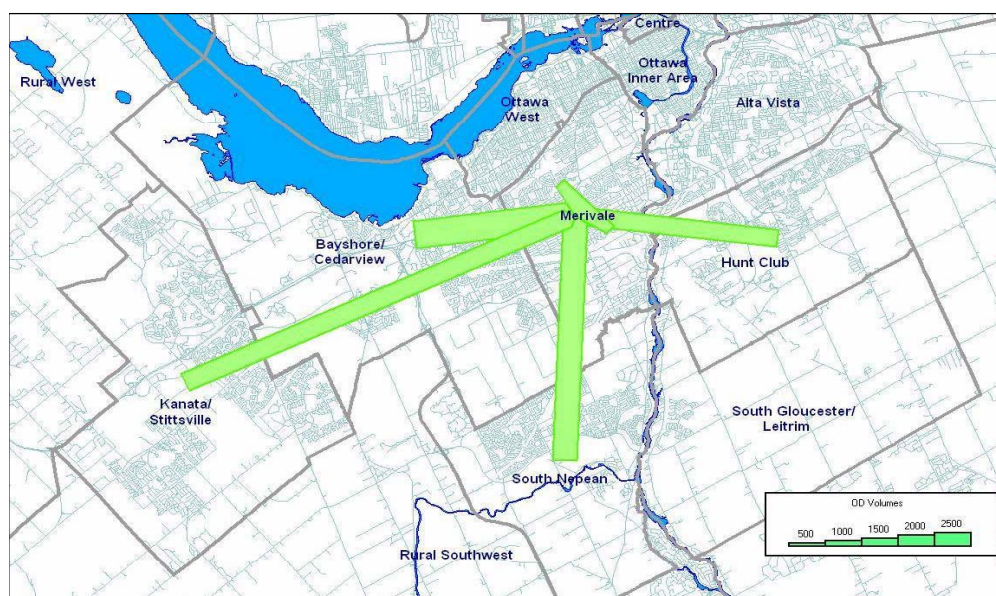 Centre
Ottawa
Inner Area
Rural West
Ottawa
West
Alta Vista
Merivale
Bayshore/
Cedarview
Hunt Club
Kanata/
Stittsville
South Gloucester/
Leitrim
South Nepean
Rural Southwest
OD Volumes
500 1000 1500 2000 2500